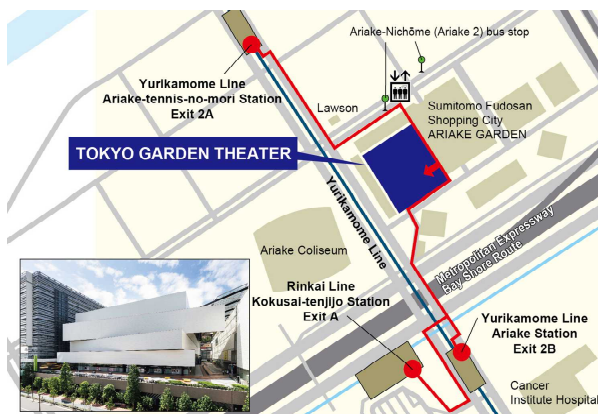 Ariake-Nichōme (Ariake 2) bus stop
Yurikamome Line
Ariake-tennis-no-mori Station
Exit 2A
Lawson
Sumitomo Fudosan
Shopping City
ARIAKE GARDEN
TOKYO GARDEN THEATER
Yurikamome Line
Ariake Coliseum
Metropolitan Expressway
Bay Shore Route
Rinkai Line
Kokusai-tenjijo Station
Exit A
Yurikamome Line
Ariake Station
Exit 2B
Cancer
Institute Hospital